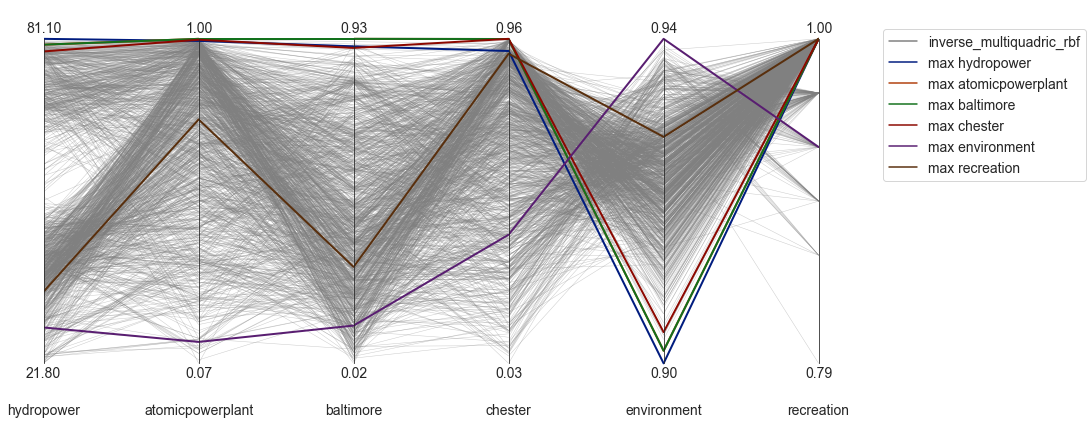 81.10 1.00 0.93 0.96 0.94 1.00
inverse_multiquadric_rbf
max hydropower
max atomicpowerplant
max baltimore
max chester
max environment
max recreation
21.80 0.07 0.02 0.03 0.90 0.79
hydropower atomicpowerplant baltimore chester environment recreation